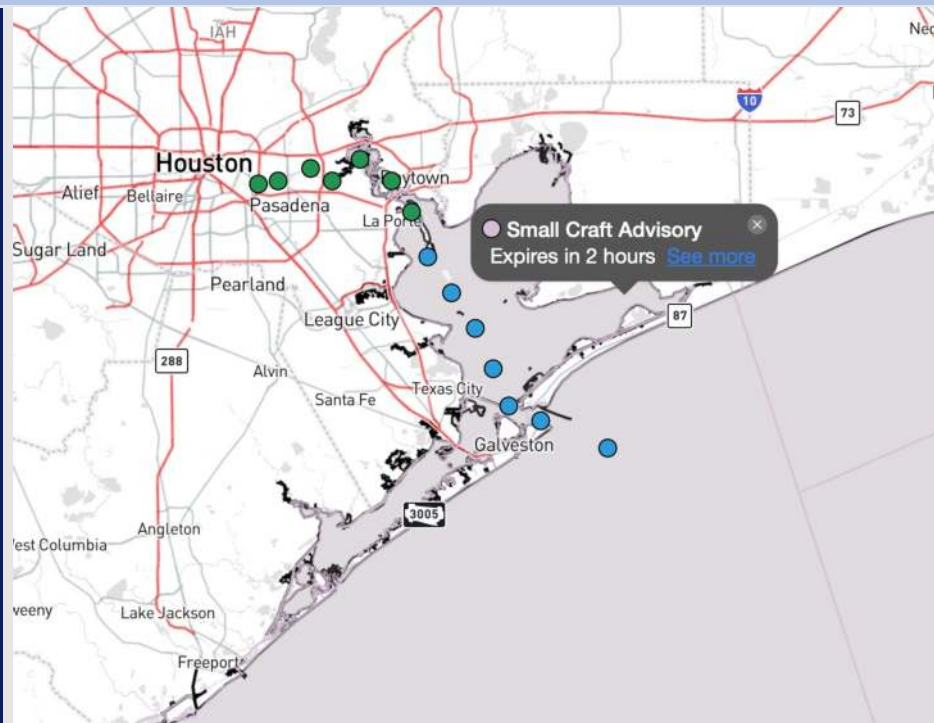 IAH
10
73
Houston
Baytown
Alief
Bellaire
Pasadena
La Porte
Small Craft Advisory
Expires in 2 hours See more
Sugar Land
Pearland
87
League City
288
Alvin
Texas City
Santa Fe
Galveston
3005
Angleton
West Columbia
Lake Jackson
Freeport